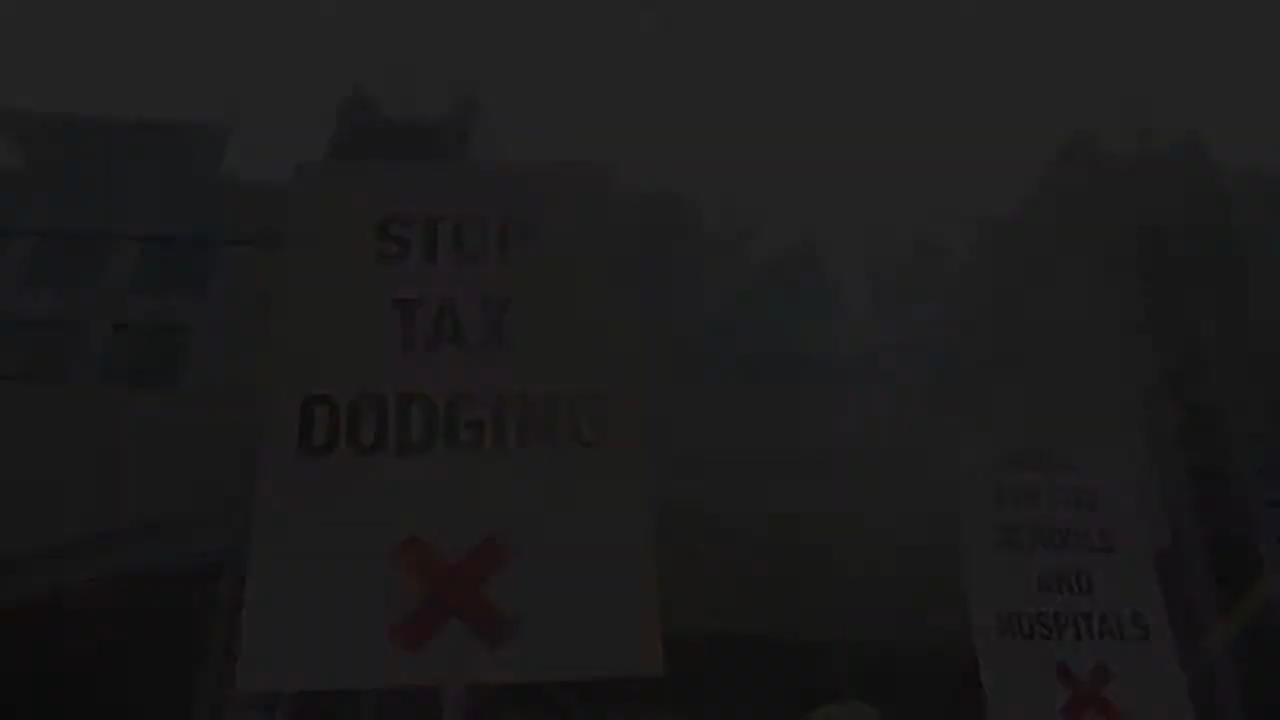 STOP
TAX
DODGING
SCHOOLS
AND
HOSPITALS